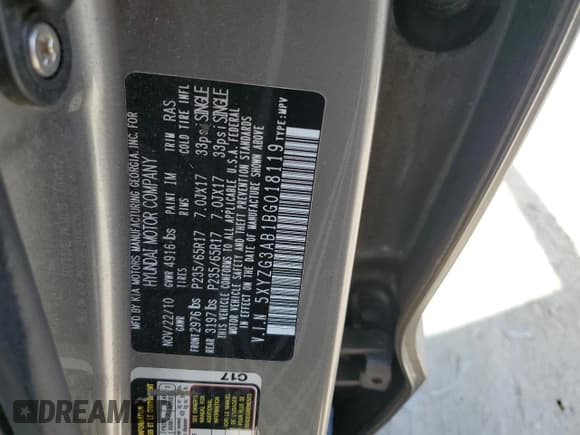 MFD BY KIA MOTORS MANUFACTURING GEORGIA, INC. FOR
HYUNDAI MOTOR COMPANY
NOV/22/10 GVWR 4916 lbs PAINT IM TRIM RAS
GAWR TIRES RIMS COLD TIRE INFL
FRONT 2976 lbs P235/65R17 7.0JX17 33psi SINGLE
REAR 3197 lbs P235/65R17 7.0JX17 33psi SINGLE
THIS VEHICLE CONFORMS TO ALL APPLICABLE U.S.A. FEDERAL
MOTOR VEHICLE SAFETY AND THEFT PREVENTION
STANDARDS IN EFFECT ON THE DATE OF MANUFACTURE SHOWN ABOVE
V.I.N 5XYZG3AB1BG018119 TYPE:MPV
C17
DREAM